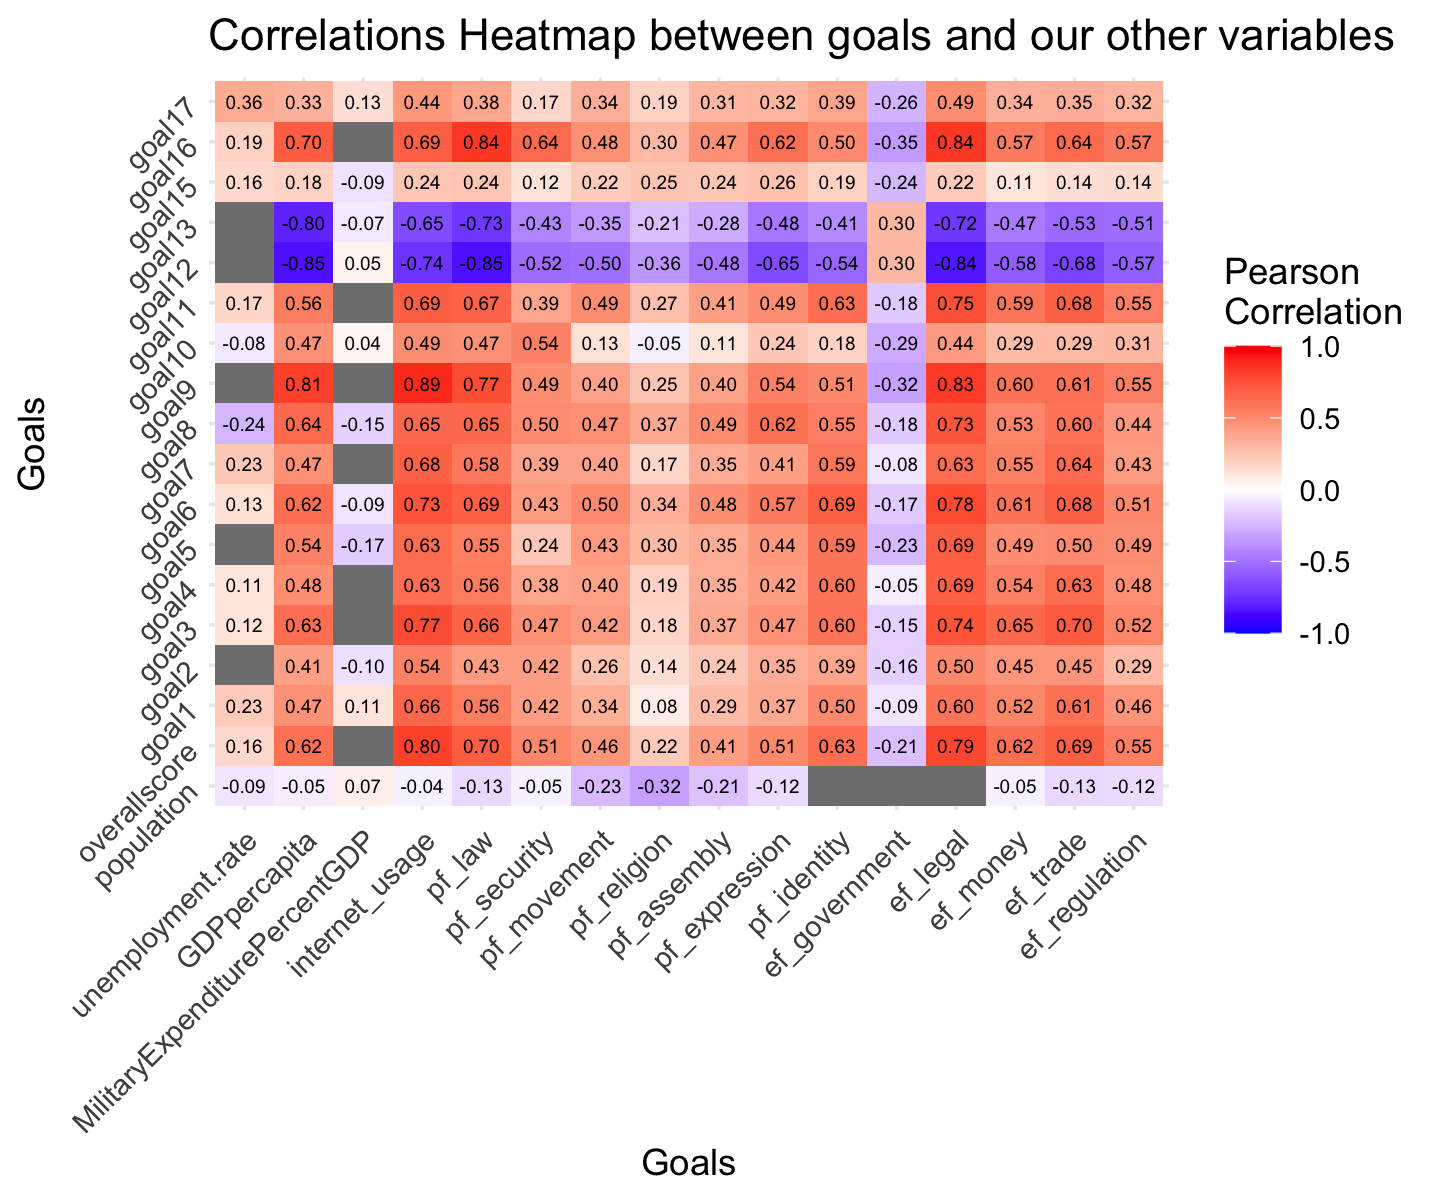 Correlations Heatmap between goals and our other variables
Goals
goal17 0.36 0.33 0.13 0.44 0.38 0.17 0.34 0.19 0.31 0.32 0.39 -0.26 0.49 0.34 0.35 0.32
goal16 0.19 0.70 0.69 0.84 0.64 0.48 0.30 0.47 0.62 0.50 -0.35 0.84 0.57 0.64 0.57
goal15 0.16 0.18 -0.09 0.24 0.24 0.12 0.22 0.25 0.24 0.26 0.19 -0.24 0.22 0.11 0.14 0.14
goal13 -0.80 -0.07 -0.65 -0.73 -0.43 -0.35 -0.21 -0.28 -0.48 -0.41 0.30 -0.72 -0.47 -0.53 -0.51
goal12 -0.85 0.05 -0.74 -0.85 -0.52 -0.50 -0.36 -0.48 -0.65 -0.54 0.30 -0.84 -0.58 -0.68 -0.57
goal11 0.17 0.56 0.69 0.67 0.39 0.49 0.27 0.41 0.49 0.63 -0.18 0.75 0.59 0.68 0.55
goal10 -0.08 0.47 0.04 0.49 0.47 0.54 0.13 -0.05 0.11 0.24 0.18 -0.29 0.44 0.29 0.29 0.31
goal9 0.81 0.89 0.77 0.49 0.40 0.25 0.40 0.54 0.51 -0.32 0.83 0.60 0.61 0.55
goal8 -0.24 0.64 -0.15 0.65 0.65 0.50 0.47 0.37 0.49 0.62 0.55 -0.18 0.73 0.53 0.60 0.44
goal7 0.23 0.47 0.68 0.58 0.39 0.40 0.17 0.35 0.41 0.59 -0.08 0.63 0.55 0.64 0.43
goal6 0.13 0.62 -0.09 0.73 0.69 0.43 0.50 0.34 0.48 0.57 0.69 -0.17 0.78 0.61 0.68 0.51
goal5 0.54 -0.17 0.63 0.55 0.24 0.43 0.30 0.35 0.44 0.59 -0.23 0.69 0.49 0.50 0.49
goal4 0.11 0.48 0.63 0.56 0.38 0.40 0.19 0.35 0.42 0.60 -0.05 0.69 0.54 0.63 0.48
goal3 0.12 0.63 0.77 0.66 0.47 0.42 0.18 0.37 0.47 0.60 -0.15 0.74 0.65 0.70 0.52
goal2 0.41 -0.10 0.54 0.43 0.42 0.26 0.14 0.24 0.35 0.39 -0.16 0.50 0.45 0.45 0.29
goal1 0.23 0.47 0.11 0.66 0.56 0.42 0.34 0.08 0.29 0.37 0.50 -0.09 0.60 0.52 0.61 0.46
overallscore 0.16 0.62 0.80 0.70 0.51 0.46 0.22 0.41 0.51 0.63 -0.21 0.79 0.62 0.69 0.55
population -0.09 -0.05 0.07 -0.04 -0.13 -0.05 -0.23 -0.32 -0.21 -0.12 -0.05 -0.13 -0.12
unemployment.rate
GDPpercapita
MilitaryExpenditurePercentGDP
internet_usage
pf_law
pf_security
pf_movement
pf_religion
pf_assembly
pf_expression
pf_identity
ef_government
ef_legal
ef_money
ef_trade
ef_regulation
Goals
Pearson
Correlation
1.0
0.5
0.0
-0.5
-1.0